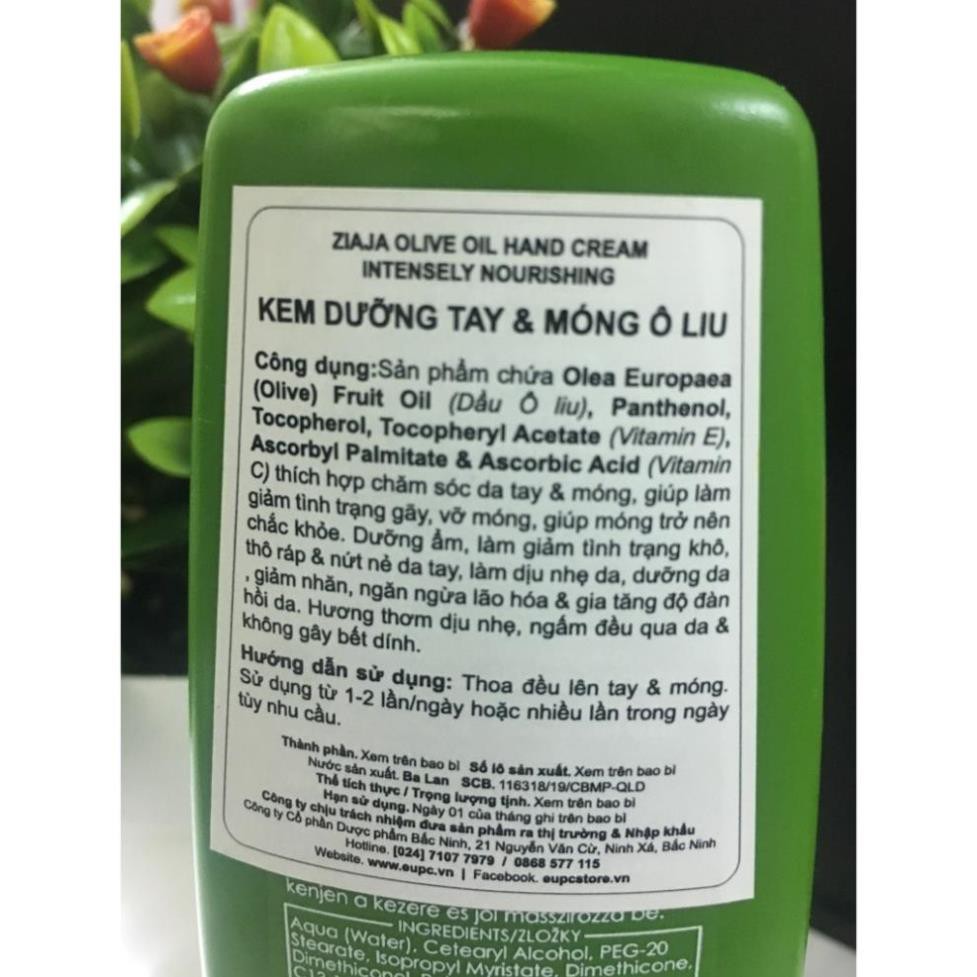 ZIAJA OLIVE OIL HAND CREAM
INTENSELY NOURISHING
KEM DƯỠNG TAY & MÓNG Ô LIU
Công dụng:Sản phẩm chứa Olea Europaea
(Olive) Fruit Oil (Dầu Ô liu), Panthenol,
Tocopherol, Tocopheryl Acetate (Vitamin E),
Ascorbyl Palmitate & Ascorbic Acid (Vitamin
C) thích hợp chăm sóc da tay & móng, giúp làm
giảm tình trạng gãy, vỡ móng, giúp móng trở nên
chắc khỏe. Dưỡng ẩm, làm giảm tình trạng khô,
thô ráp & nứt nẻ da tay, làm dịu nhẹ da, dưỡng da
, giảm nhăn, ngăn ngừa lão hóa & gia tăng độ đàn
hồi da. Hương thơm dịu nhẹ, ngấm đều qua da &
không gây bết dính.
Hướng dẫn sử dụng: Thoa đều lên tay & móng.
Sử dụng từ 1-2 lần/ngày hoặc nhiều lần trong ngày
tùy nhu cầu.
Thành phần. Xem trên bao bì Số lô sản xuất. Xem trên bao bì
Nước sản xuất. Ba Lan SCB. 116318/19/CBMP-QLD
Thể tích thực / Trọng lượng tịnh. Xem trên bao bì
Hạn sử dụng. Ngày 01 của tháng ghi trên bao bì
Công ty chịu trách nhiệm đưa sản phẩm ra thị trường & Nhập khẩu
Công ty Cổ phần Dược phẩm Bắc Ninh, 21 Nguyễn Văn Cừ, Ninh Xá, Bắc Ninh
Hotline. [024] 7107 7979 / 0868 577 115
Website. www.eupc.vn | Facebook. eupcstore.vn
kenjen a kezére és jól masszírozza be.
INGREDIENTS/ZLOŽKY
Aqua (Water), Cetearyl Alcohol, PEG-20
Stearate, Isopropyl Myristate, Dimethicone,